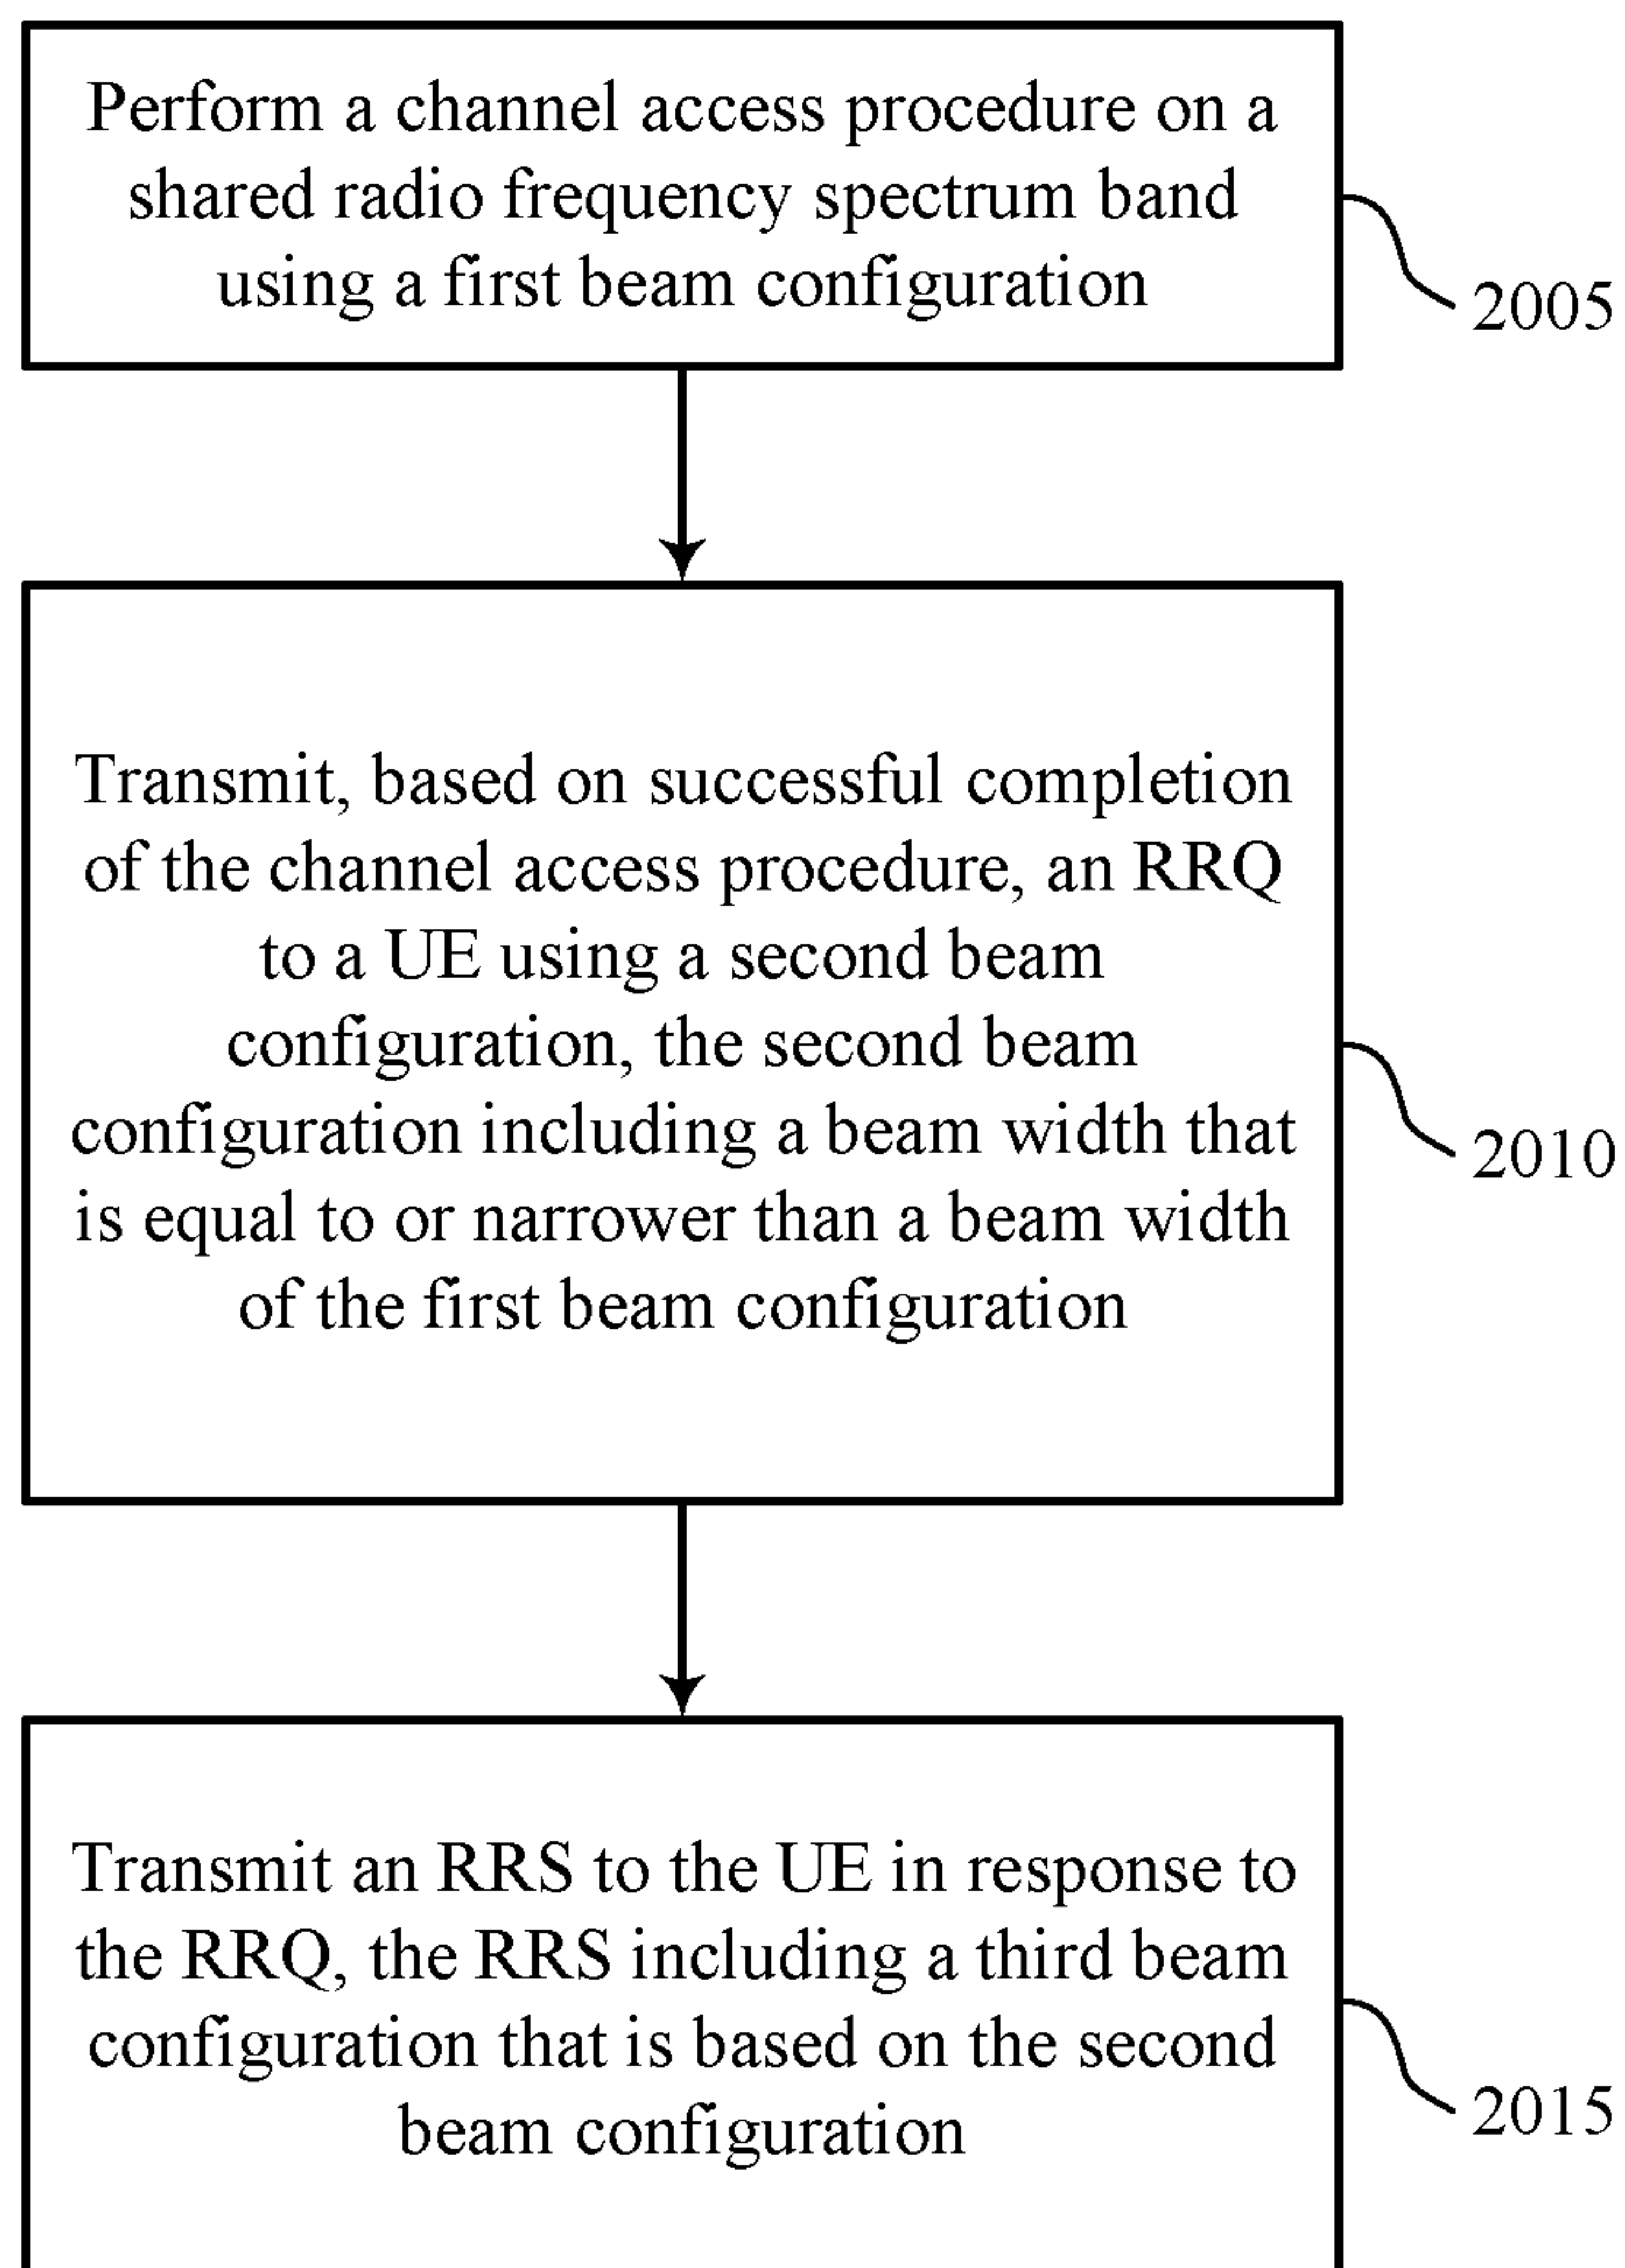 Perform a channel access procedure on a
shared radio frequency spectrum band
using a first beam configuration
2005
Transmit, based on successful completion
of the channel access procedure, an RRQ
to a UE using a second beam
configuration, the second beam
configuration including a beam width that
is equal to or narrower than a beam width
of the first beam configuration
2010
Transmit an RRS to the UE in response to
the RRQ, the RRS including a third beam
configuration that is based on the second
beam configuration
2015